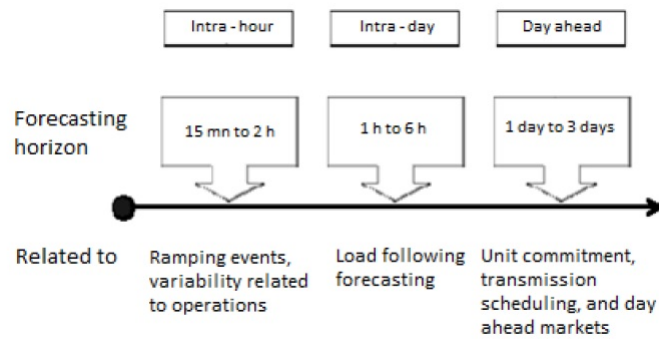 Intra - hour
Intra - day
Day ahead
Forecasting
horizon
15 mn to 2 h
1 h to 6 h
1 day to 3 days
Related to
Ramping events,
variability related
to operations
Load following
forecasting
Unit commitment,
transmission
scheduling, and day
ahead markets